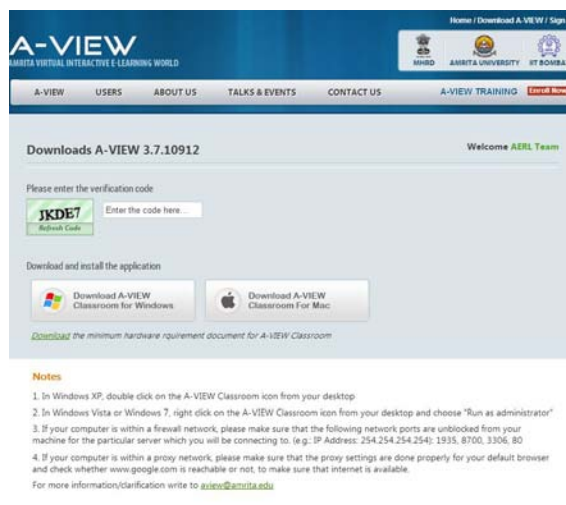 Home / Download A-VIEW / Sign
A-VIEW
AMRITA VIRTUAL INTERACTIVE E-LEARNING WORLD
MHRD AMRITA UNIVERSITY IIT BOMBA
A-VIEW USERS ABOUT US TALKS & EVENTS CONTACT US A-VIEW TRAINING Enroll Now
Downloads A-VIEW 3.7.10912
Welcome AERL Team
Please enter the verification code
JKDE7
Enter the code here...
Refresh Code
Download and install the application
Download A-VIEW
Classroom for Windows
Download A-VIEW
Classroom For Mac
Download the minimum hardware rquirement document for A-VIEW Classroom
Notes
1. In Windows XP, double click on the A-VIEW Classroom icon from your desktop
2. In Windows Vista or Windows 7, right click on the A-VIEW Classroom icon from your desktop and choose "Run as administrator"
3. If your computer is within a firewall network, please make sure that the following network ports are unblocked from your
machine for the particular server which you will be connecting to. (e.g.: IP Address: 254.254.254.254): 1935, 8700, 3306, 80
4. If your computer is within a proxy network, please make sure that the proxy settings are done properly for your default browser
and check whether www.google.com is reachable or not, to make sure that internet is available.
For more information/clarification write to aview@amrita.edu